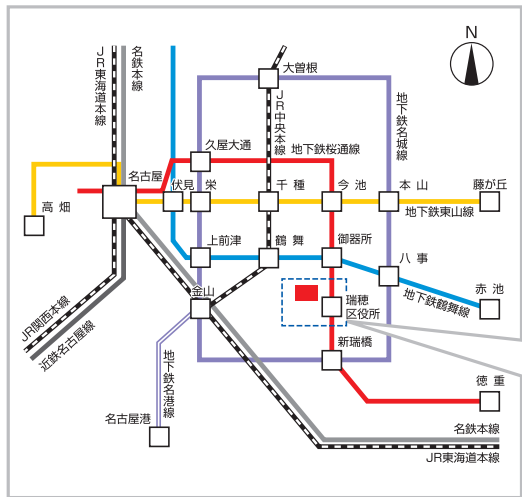 N
JR東海道本線
名鉄本線
大曽根
JR中央本線
地下鉄名城線
久屋大通
地下鉄桜通線
名古屋
伏見
栄
千種
今池
本山
藤が丘
高畑
地下鉄東山線
上前津
鶴舞
御器所
八事
赤池
地下鉄鶴舞線
金山
瑞穂
区役所
JR関西本線
近鉄名古屋線
地下鉄名港線
新瑞橋
徳重
名古屋港
名鉄本線
JR東海道本線